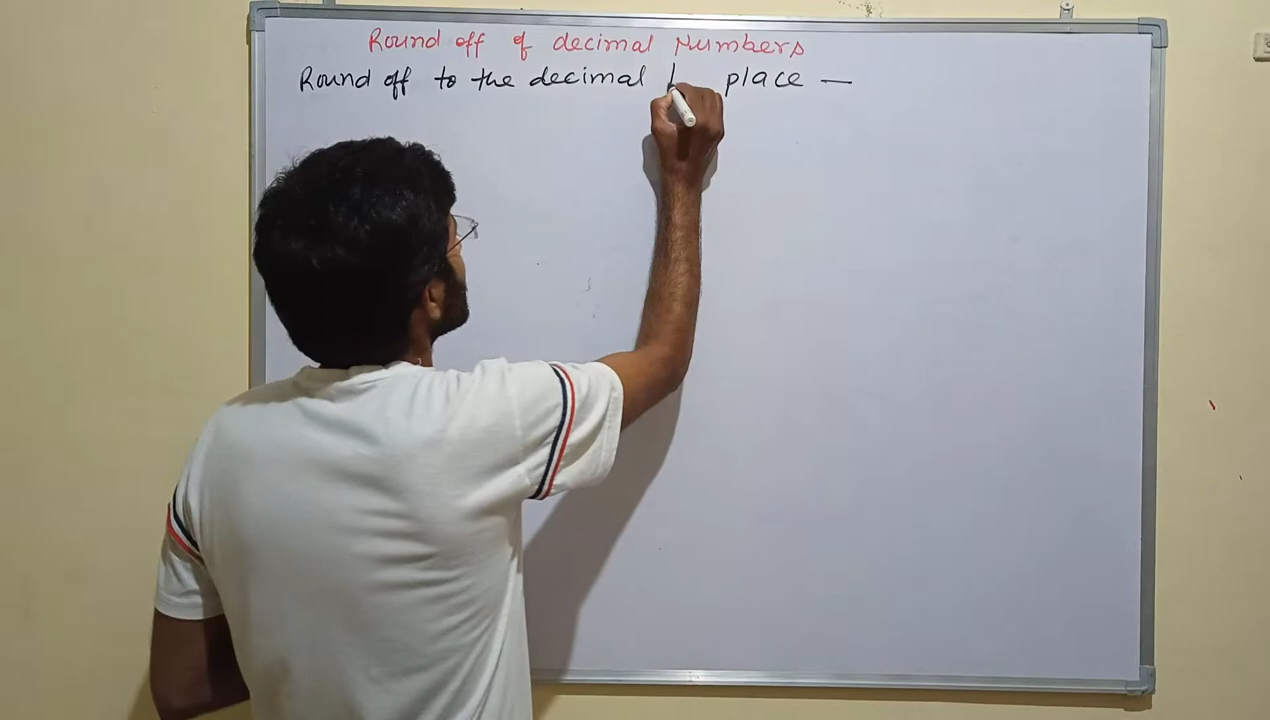 Round off of decimal Numbers
Round off to the decimal place —